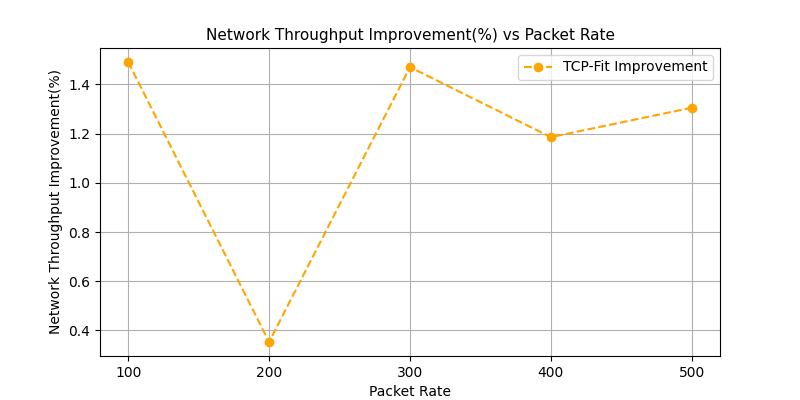 Network Throughput Improvement(%) vs Packet Rate
TCP-Fit Improvement
Network Throughput Improvement(%)
1.4
1.2
1.0
0.8
0.6
0.4
100 200 300 400 500
Packet Rate